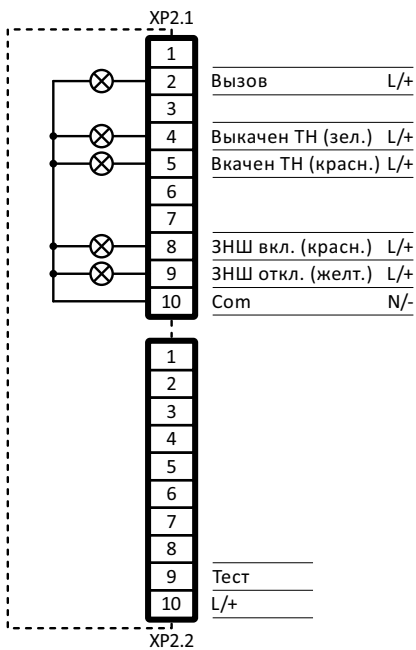 XP2.1
1
2 Вызов L/+
3
4 Выкачен ТН (зел.) L/+
5 Вкачен ТН (красн.) L/+
6
7
8 ЗНШ вкл. (красн.) L/+
9 ЗНШ откл. (желт.) L/+
10 Com N/-
1
2
3
4
5
6
7
8
9 Тест
10 L/+
XP2.2